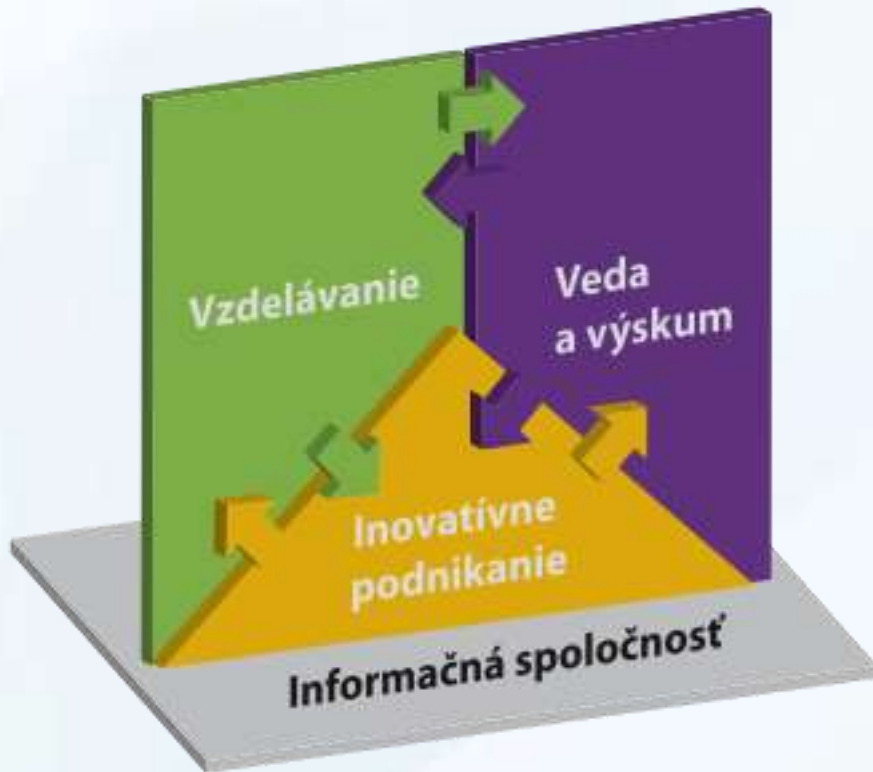 Vzdelávanie
Veda
a výskum
Inovatívne
podnikanie
Informačná spoločnosť